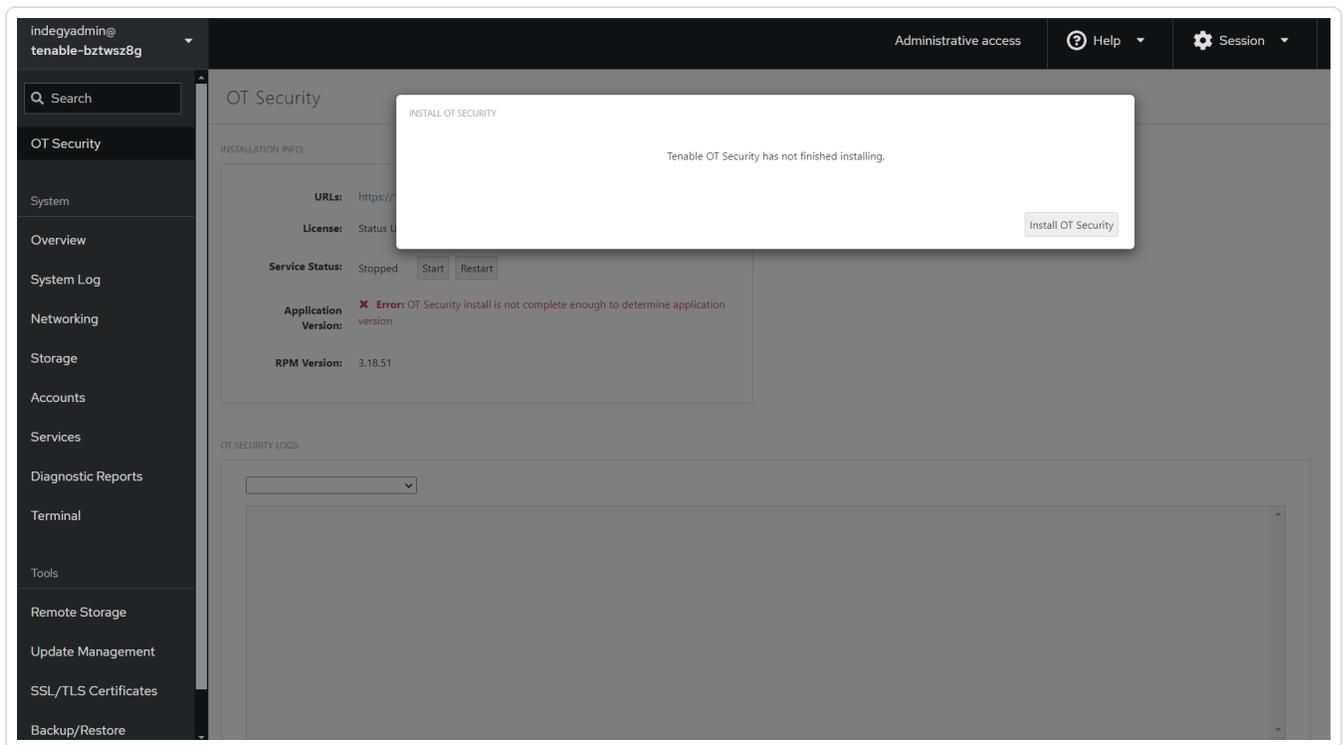 indegyadmin@
tenable-bztwsz8g
Administrative access
Help
Session
Search
OT Security
OT Security
INSTALL OT SECURITY
Tenable OT Security has not finished installing.
Install OT Security
INSTALLATION INFO:
URLs: https://
License: Status U
Service Status: Stopped Start Restart
Application Version: Error: OT Security install is not complete enough to determine application
version
RPM Version: 3.18.51
OT SECURITY LOGS:
System
Overview
System Log
Networking
Storage
Accounts
Services
Diagnostic Reports
Terminal
Tools
Remote Storage
Update Management
SSL/TLS Certificates
Backup/Restore